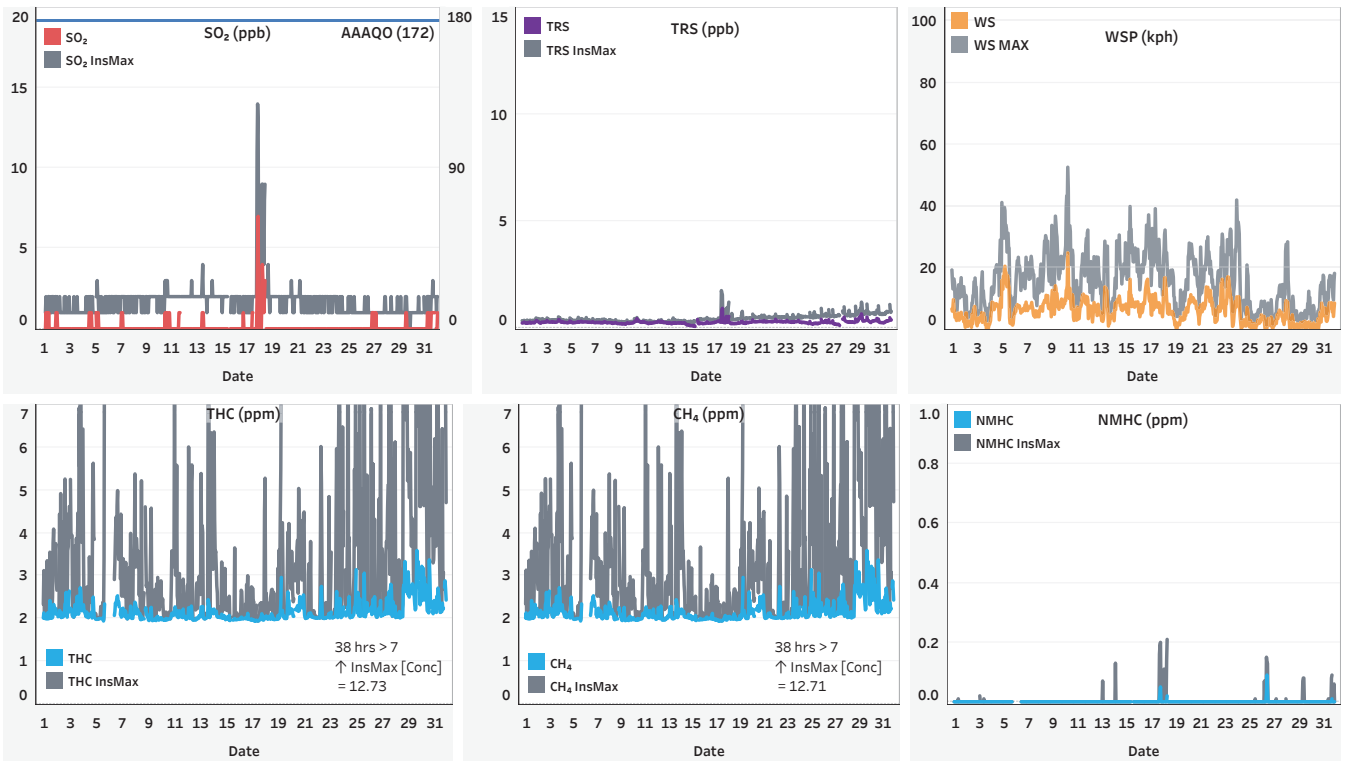 SO₂ (ppb)
AAAQO (172)
SO₂
SO₂ InsMax
20
15
10
5
0
180
90
0
1 3 5 7 9 11 13 15 17 19 21 23 25 27 29 31
Date
TRS (ppb)
TRS
TRS InsMax
15
10
5
0
1 3 5 7 9 11 13 15 17 19 21 23 25 27 29 31
Date
WSP (kph)
WS
WS MAX
100
80
60
40
20
0
1 3 5 7 9 11 13 15 17 19 21 23 25 27 29 31
Date
THC (ppm)
7
6
5
4
3
2
1
0
THC
THC InsMax
38 hrs > 7
↑ InsMax [Conc]
= 12.73
1 3 5 7 9 11 13 15 17 19 21 23 25 27 29 31
Date
CH₄ (ppm)
7
6
5
4
3
2
1
0
CH₄
CH₄ InsMax
38 hrs > 7
↑ InsMax [Conc]
= 12.71
1 3 5 7 9 11 13 15 17 19 21 23 25 27 29 31
Date
NMHC (ppm)
NMHC
NMHC InsMax
1.0
0.8
0.6
0.4
0.2
0.0
1 3 5 7 9 11 13 15 17 19 21 23 25 27 29 31
Date